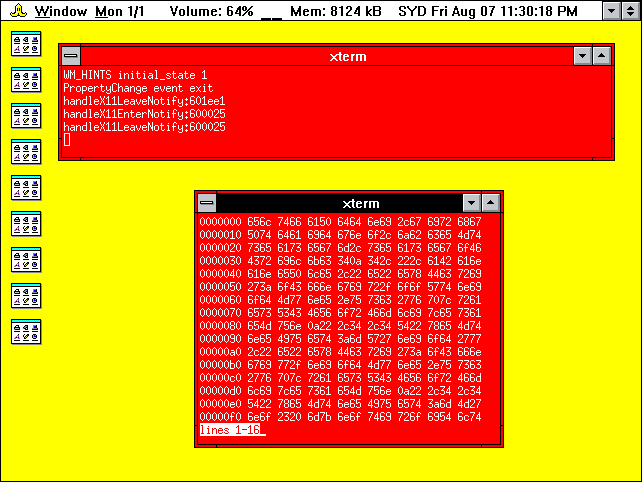 Window Mon 1/1 Volume: 64% __ Mem: 8124 kB SYD Fri Aug 07 11:30:18 PM
xterm
WM_HINTS initial_state 1
PropertyChange event exit
handleX11LeaveNotify:601ee1
handleX11EnterNotify:600025
handleX11LeaveNotify:600025
xterm
0000000 656c 7466 6150 6464 6e69 2c67 6972 6867
0000010 5074 6461 6964 676e 6f2c 6a62 6365 4d74
0000020 7365 6173 6567 6d2c 7365 6173 6567 6f46
0000030 4372 696c 6b63 340a 342c 222c 6142 616e
0000040 616e 6550 6c65 2c22 6522 6578 4463 7269
0000050 273a 6f43 666e 6769 722f 6f6f 5774 6e69
0000060 6f64 4d77 6e65 2e75 7363 2776 707c 7261
0000070 6573 5343 4656 6f72 466d 6c69 7c65 7361
0000080 654d 756e 0a22 2c34 2c34 5422 7865 4d74
0000090 6e65 4975 6574 3a6d 5727 6e69 6f64 2777
00000a0 2c22 6522 6578 4463 7269 273a 6f43 666e
00000b0 6769 772f 6e69 6f64 4d77 6e65 2e75 7363
00000c0 2776 707c 7261 6573 5343 4656 6f72 466d
00000d0 6c69 7c65 7361 654d 756e 0a22 2c34 2c34
00000e0 5422 7865 4d74 6e65 4975 6574 3a6d 4d27
00000f0 6e6f 2320 6d7b 6e6f 7469 726f 6954 6c74
lines 1-16